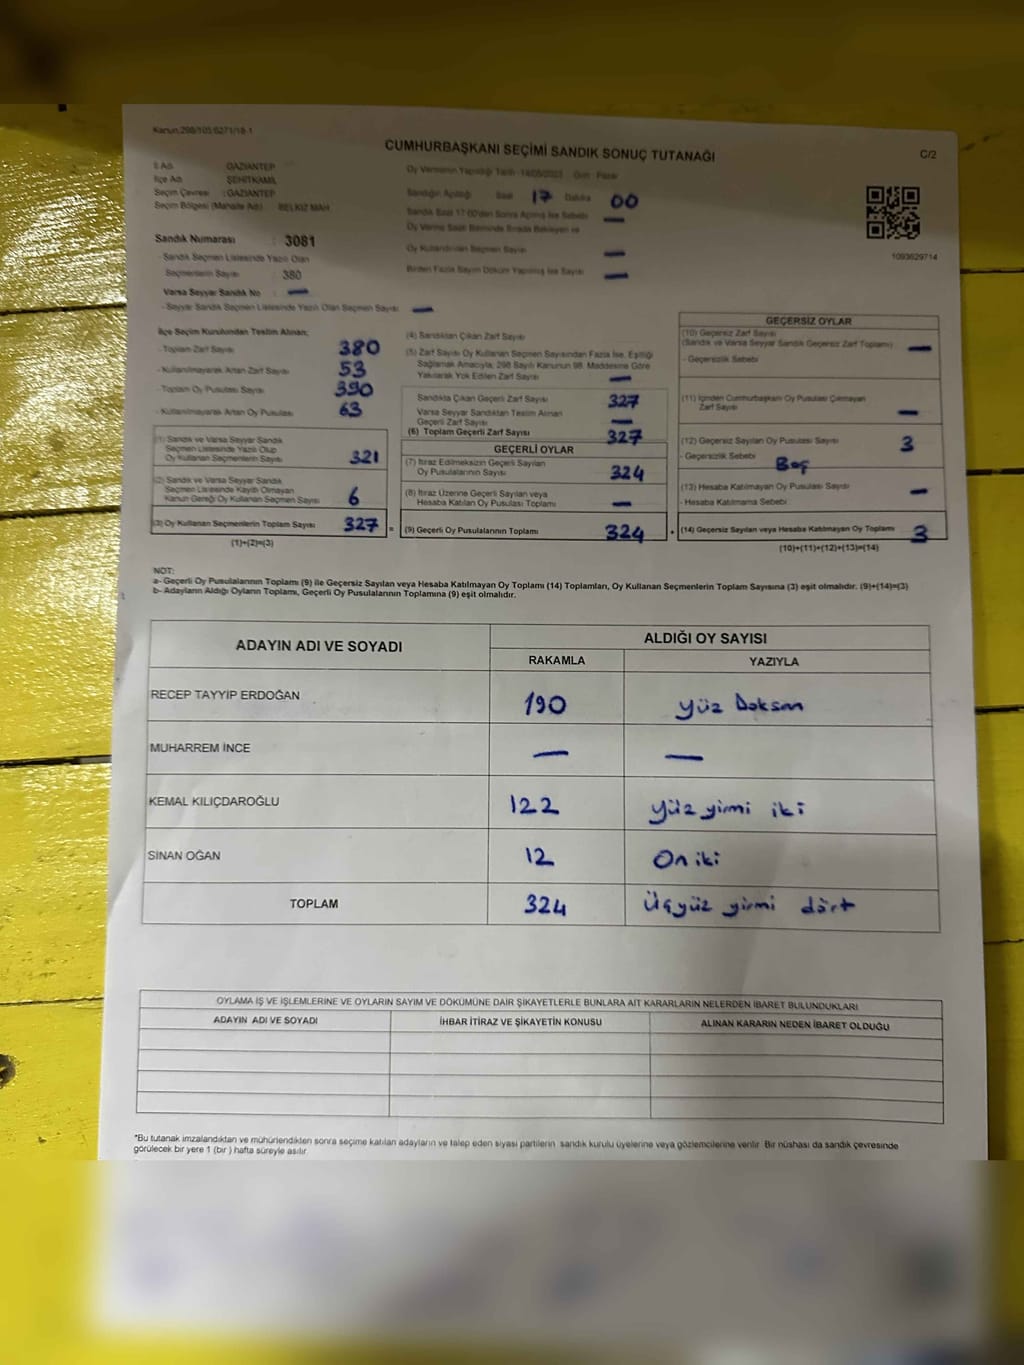 Kanun:298/105:6271/18-1
CUMHURBAŞKANI SEÇİMİ SANDIK SONUÇ TUTANAĞI
C/2
İl Adı : GAZİANTEP
İlçe Adı : ŞEHİTKAMİL
Seçim Çevresi : GAZİANTEP
Seçim Bölgesi (Mahalle Adı) : BELKIZ MAH.
Sandık Numarası : 3081
- Sandık Seçmen Listesinde Yazılı Olan
Seçmenlerin Sayısı : 380
Varsa Seyyar Sandık No : —
- Seyyar Sandık Seçmen Listesinde Yazılı Olan Seçmen Sayısı —
Oy Vermenin Yapıldığı Tarih : 14/05/2023 Gün : Pazar
Sandığın Açıldığı Saat 17 Dakika 00
Sandık Saat 17:00'den Sonra Açılmış İse Sebebi —
Oy Verme Saati Bitiminde Sırada Bekleyen ve
Oy Kullandırılan Seçmen Sayısı —
Birden Fazla Sayım Döküm Yapılmış İse Sayısı —
1093629714
İlçe Seçim Kurulundan Teslim Alınan;
- Toplam Zarf Sayısı 380
- Kullanılmayarak Artan Zarf Sayısı 53
- Toplam Oy Pusulası Sayısı 390
- Kullanılmayarak Artan Oy Pusulası 63
(1) Sandık ve Varsa Seyyar Sandık
Seçmen Listesinde Yazılı Olup
Oy Kullanan Seçmenlerin Sayısı 321
(2) Sandık ve Varsa Seyyar Sandık
Seçmen Listesinde Kayıtlı Olmayan
Kanun Gereği Oy Kullanan Seçmen Sayısı 6
(3) Oy Kullanan Seçmenlerin Toplam Sayısı 327 =
(1)+(2)=(3)
(4) Sandıktan Çıkan Zarf Sayısı
(5) Zarf Sayısı Oy Kullanan Seçmen Sayısından Fazla İse, Eşitliği
Sağlamak Amacıyla, 298 Sayılı Kanunun 98. Maddesine Göre
Yakılarak Yok Edilen Zarf Sayısı —
Sandıkta Çıkan Geçerli Zarf Sayısı 327
Varsa Seyyar Sandıktan Teslim Alınan
Geçerli Zarf Sayısı —
(6) Toplam Geçerli Zarf Sayısı 327
GEÇERLİ OYLAR
(7) İtiraz Edilmeksizin Geçerli Sayılan
Oy Pusulalarının Sayısı 324
(8) İtiraz Üzerine Geçerli Sayılan veya
Hesaba Katılan Oy Pusulası Toplamı —
(9) Geçerli Oy Pusulalarının Toplamı 324 +
GEÇERSİZ OYLAR
(10) Geçersiz Zarf Sayısı
(Sandık ve Varsa Seyyar Sandık Geçersiz Zarf Toplamı) —
- Geçersizlik Sebebi
(11) İçinden Cumhurbaşkanı Oy Pusulası Çıkmayan
Zarf Sayısı —
(12) Geçersiz Sayılan Oy Pusulası Sayısı 3
- Geçersizlik Sebebi Boş
(13) Hesaba Katılmayan Oy Pusulası Sayısı —
- Hesaba Katılmama Sebebi
(14) Geçersiz Sayılan veya Hesaba Katılmayan Oy Toplamı 3
(10)+(11)+(12)+(13)=(14)
NOT:
a- Geçerli Oy Pusulalarının Toplamı (9) ile Geçersiz Sayılan veya Hesaba Katılmayan Oy Toplamı (14) Toplamları, Oy Kullanan Seçmenlerin Toplam Sayısına (3) eşit olmalıdır. (9)+(14)=(3)
b- Adayların Aldığı Oyların Toplamı, Geçerli Oy Pusulalarının Toplamına (9) eşit olmalıdır.
ADAYIN ADI VE SOYADI
ALDIĞI OY SAYISI
RAKAMLA YAZIYLA
RECEP TAYYİP ERDOĞAN 190 Yüz Doksan
MUHARREM İNCE — —
KEMAL KILIÇDAROĞLU 122 Yüz yirmi iki
SİNAN OĞAN 12 On iki
TOPLAM 324 Üçyüz yirmi dört
OYLAMA İŞ VE İŞLEMLERİNE VE OYLARIN SAYIM VE DÖKÜMÜNE DAİR ŞİKAYETLERLE BUNLARA AİT KARARLARIN NELERDEN İBARET BULUNDUKLARI
ADAYIN ADI VE SOYADI İHBAR İTİRAZ VE ŞİKAYETİN KONUSU ALINAN KARARIN NEDEN İBARET OLDUĞU
*Bu tutanak imzalandıktan ve mühürlendikten sonra seçime katılan adayların ve talep eden siyasi partilerin sandık kurulu üyelerine veya gözlemcilerine verilir. Bir nüshası da sandık çevresinde
görülecek bir yere 1 (bir) hafta süreyle asılır.